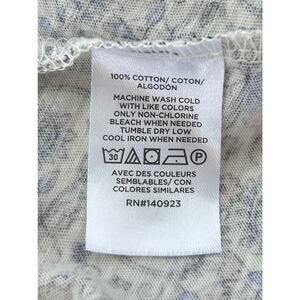 100% COTTON/ COTON/
ALGODÓN
MACHINE WASH COLD
WITH LIKE COLORS
ONLY NON-CHLORINE
BLEACH WHEN NEEDED
TUMBLE DRY LOW
COOL IRON WHEN NEEDED
30 P
AVEC DES COULEURS
SEMBLABLES/ CON
COLORES SIMILARES
RN#140923